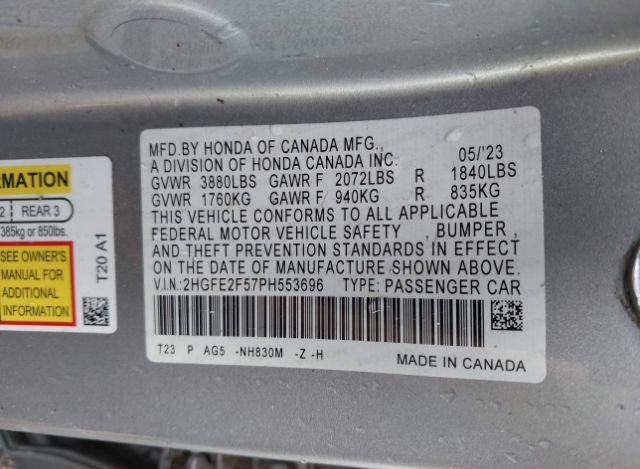 RMATION
2 REAR 3
385kg or 850lbs.
SEE OWNER'S
MANUAL FOR
ADDITIONAL
INFORMATION
T20 A1
MFD.BY HONDA OF CANADA MFG.,
A DIVISION OF HONDA CANADA INC. 05/'23
GVWR 3880LBS GAWR F 2072LBS R 1840LBS
GVWR 1760KG GAWR F 940KG R 835KG
THIS VEHICLE CONFORMS TO ALL APPLICABLE
FEDERAL MOTOR VEHICLE SAFETY , BUMPER ,
AND THEFT PREVENTION STANDARDS IN EFFECT
ON THE DATE OF MANUFACTURE SHOWN ABOVE.
V.I.N.:2HGFE2F57PH553696 TYPE: PASSENGER CAR
T23 P AG5 -NH830M -Z -H
MADE IN CANADA